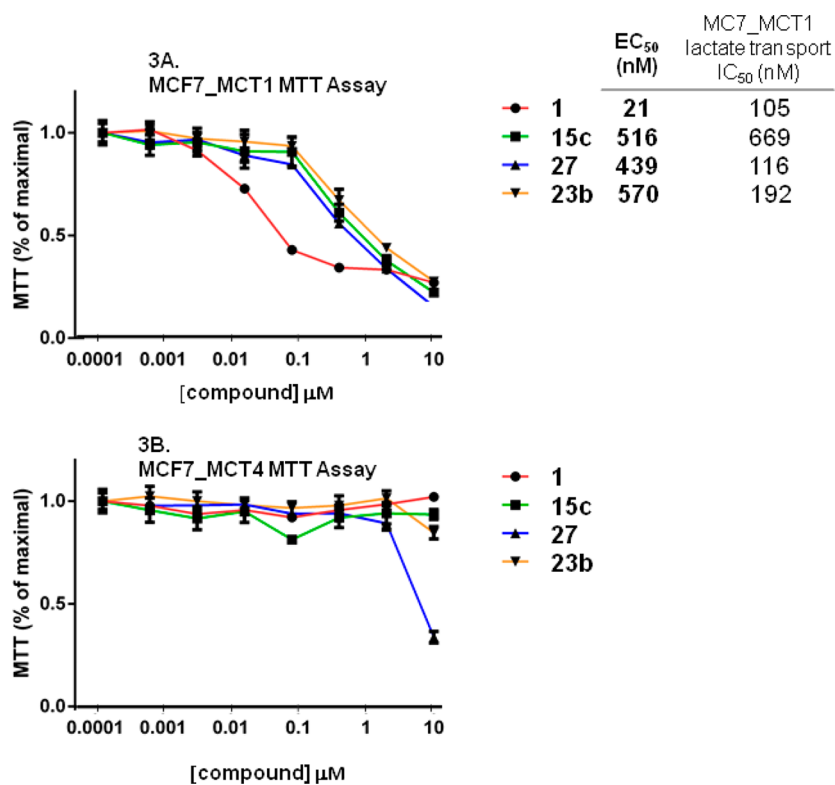 3A.
MCF7_MCT1 MTT Assay
EC50
(nM)
MC7_MCT1
lactate transport
IC50 (nM)
1 21 105
15c 516 669
27 439 116
23b 570 192
MTT (% of maximal)
1.0
0.5
0.0
0.0001 0.001 0.01 0.1 1 10
[compound] μM
3B.
MCF7_MCT4 MTT Assay
1
15c
27
23b
MTT (% of maximal)
1.0
0.5
0.0
0.0001 0.001 0.01 0.1 1 10
[compound] μM